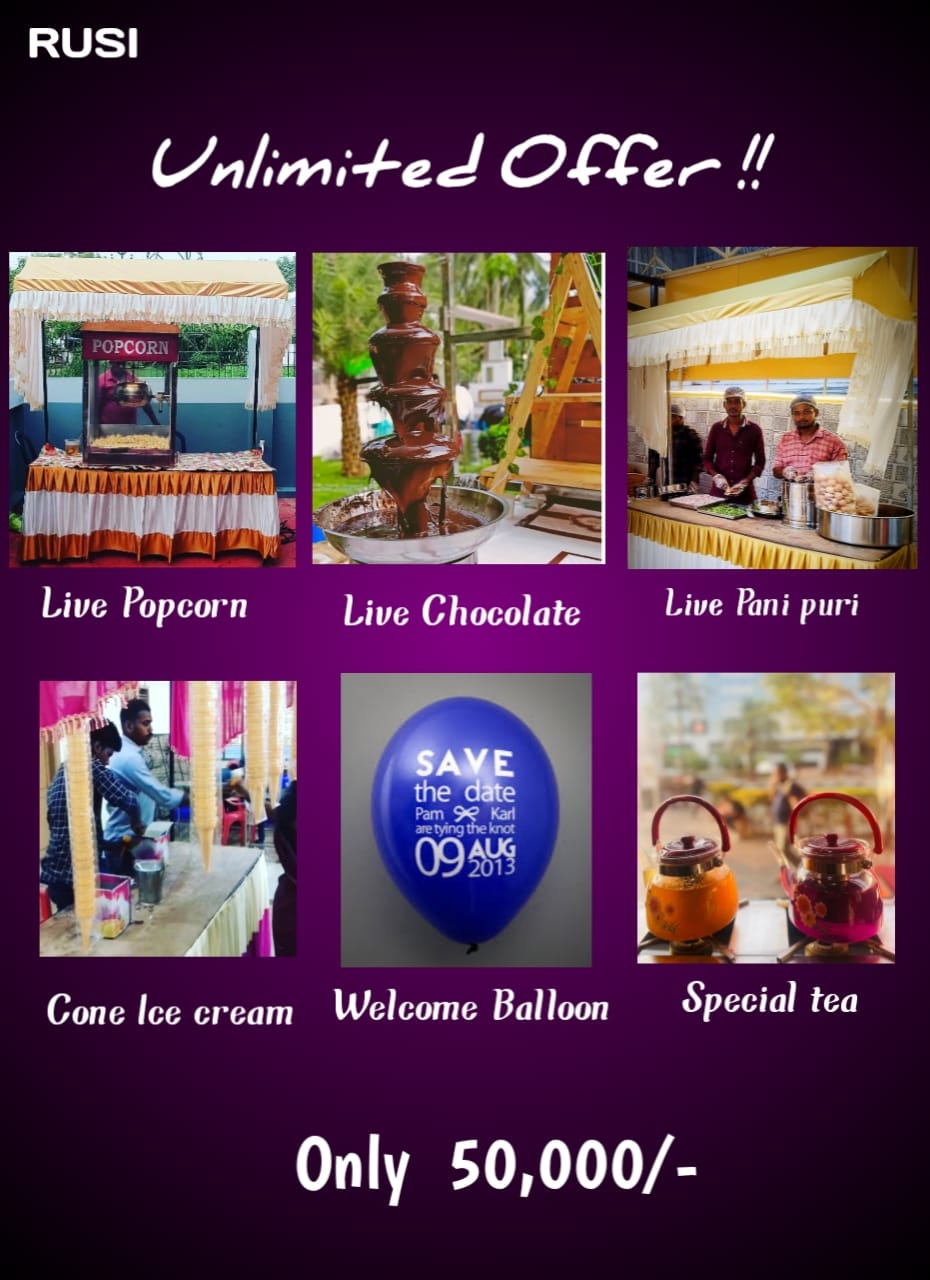 RUSI
Unlimited Offer !!
POPCORN
Live Popcorn
Live Chocolate
Live Pani puri
SAVE
the date
Pam Karl
are tying the knot
09 AUG
2013
Cone Ice cream
Welcome Balloon
Special tea
Only 50,000/-